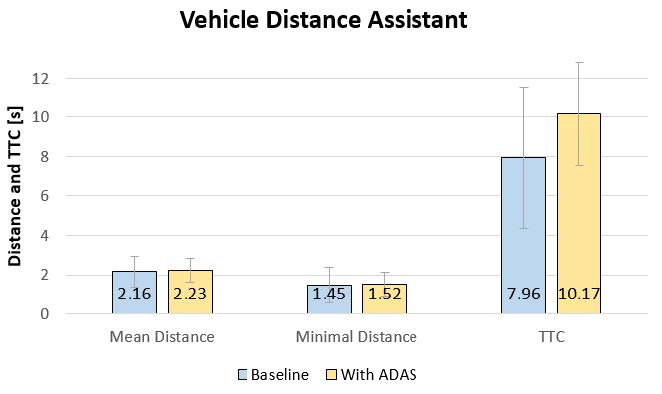 Vehicle Distance Assistant
Distance and TTC [s]
12
10
8
6
4
2
0
2.16 2.23 1.45 1.52 7.96 10.17
Mean Distance Minimal Distance TTC
Baseline With ADAS